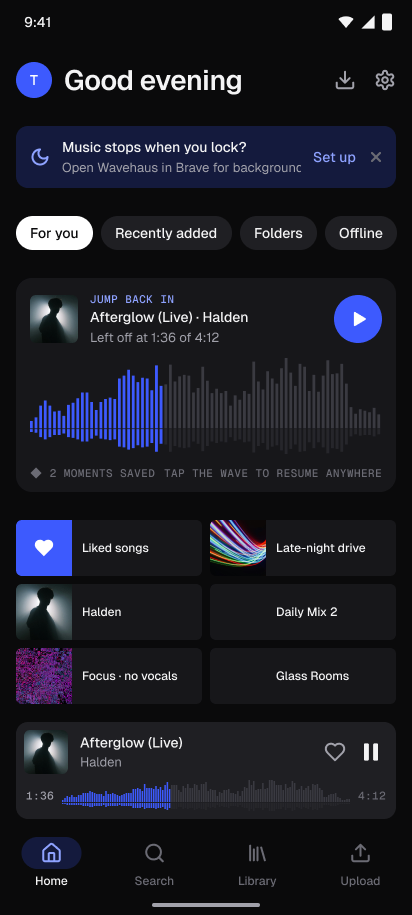 9:41
T
Good evening
Music stops when you lock?
Open Wavehaus in Brave for background
Set up
For you
Recently added
Folders
Offline
JUMP BACK IN
Afterglow (Live) · Halden
Left off at 1:36 of 4:12
2 MOMENTS SAVED
TAP THE WAVE TO RESUME ANYWHERE
Liked songs
Late-night drive
Halden
Daily Mix 2
Focus · no vocals
Glass Rooms
Afterglow (Live)
Halden
1:36
4:12
Home
Search
Library
Upload